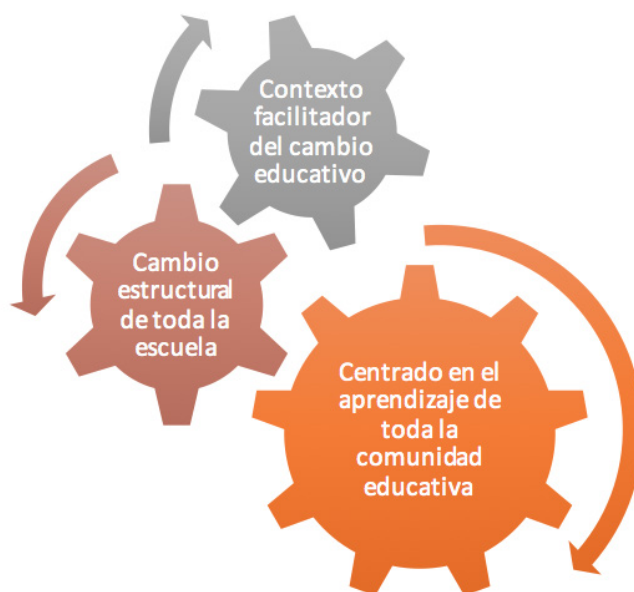 Contexto
facilitador
del cambio
educativo
Cambio
estructural
de toda la
escuela
Centrado en el
aprendizaje de
toda la
comunidad
educativa